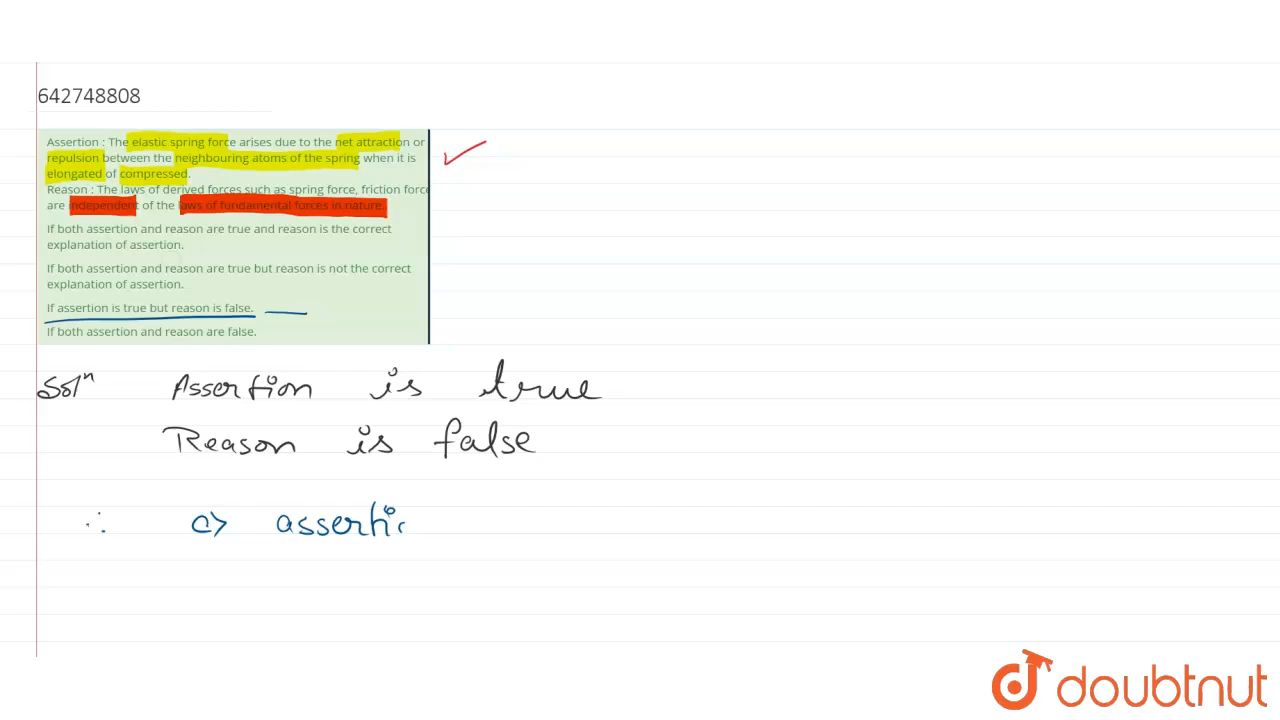 642748808
Assertion : The elastic spring force arises due to the net attraction or
repulsion between the neighbouring atoms of the spring when it is
elongated of compressed.
Reason : The laws of derived forces such as spring force, friction force
are independent of the laws of fundamental forces in nature.
If both assertion and reason are true and reason is the correct
explanation of assertion.
If both assertion and reason are true but reason is not the correct
explanation of assertion.
If assertion is true but reason is false.
If both assertion and reason are false.
Solⁿ Assertion is true
Reason is false
∴ c> asserti
doubtnut